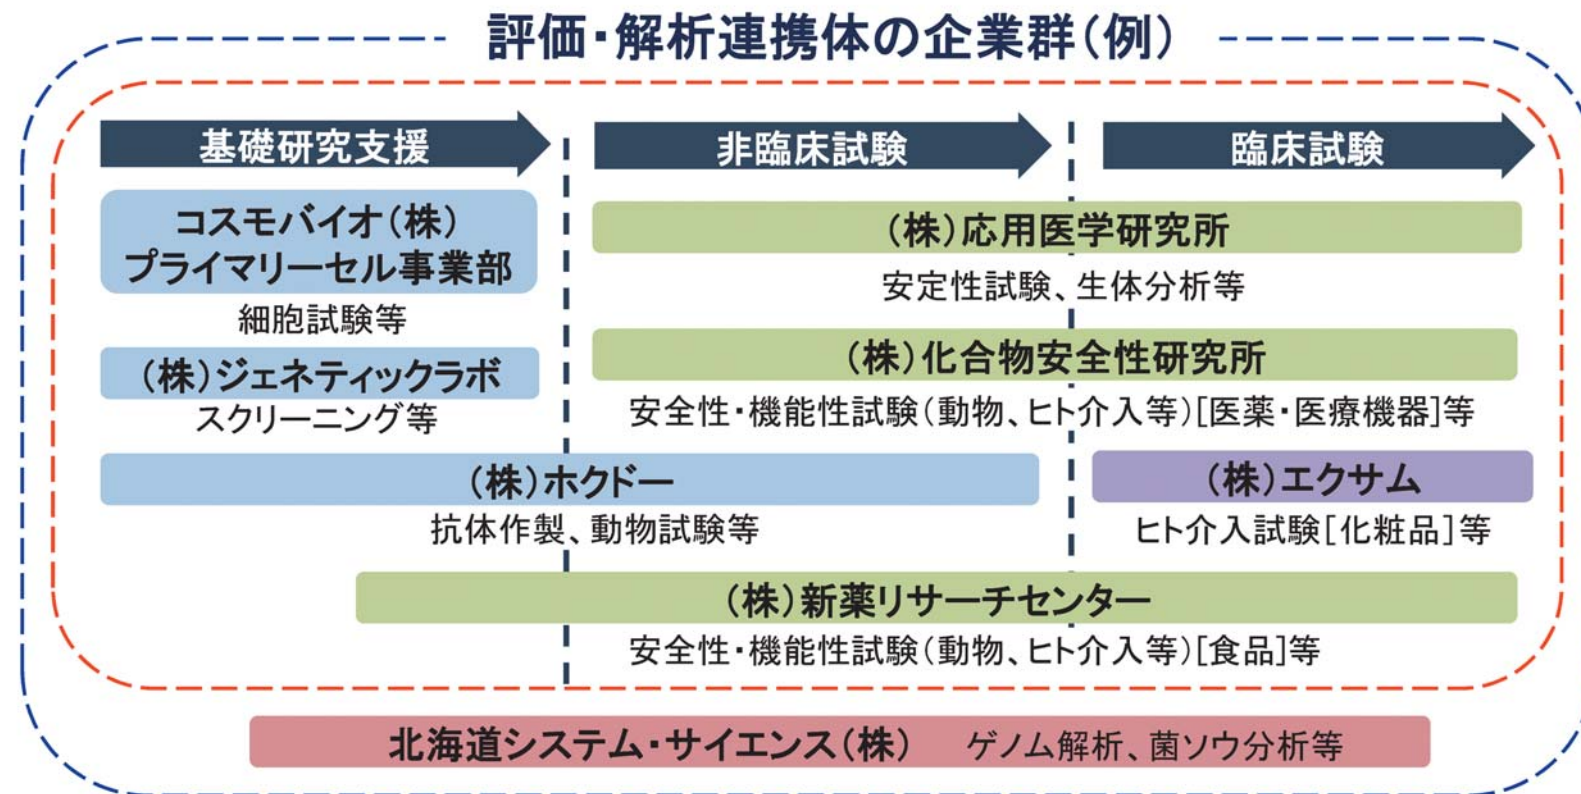 評価・解析連携体の企業群(例)
基礎研究支援
非臨床試験
臨床試験
コスモバイオ(株)
プライマリーセル事業部
細胞試験等
(株)ジェネティックラボ
スクリーニング等
(株)応用医学研究所
安定性試験、生体分析等
(株)化合物安全性研究所
安全性・機能性試験(動物、ヒト介入等)[医薬・医療機器]等
(株)ホクドー
抗体作製、動物試験等
(株)エクサム
ヒト介入試験[化粧品]等
(株)新薬リサーチセンター
安全性・機能性試験(動物、ヒト介入等)[食品]等
北海道システム・サイエンス(株) ゲノム解析、菌ソウ分析等